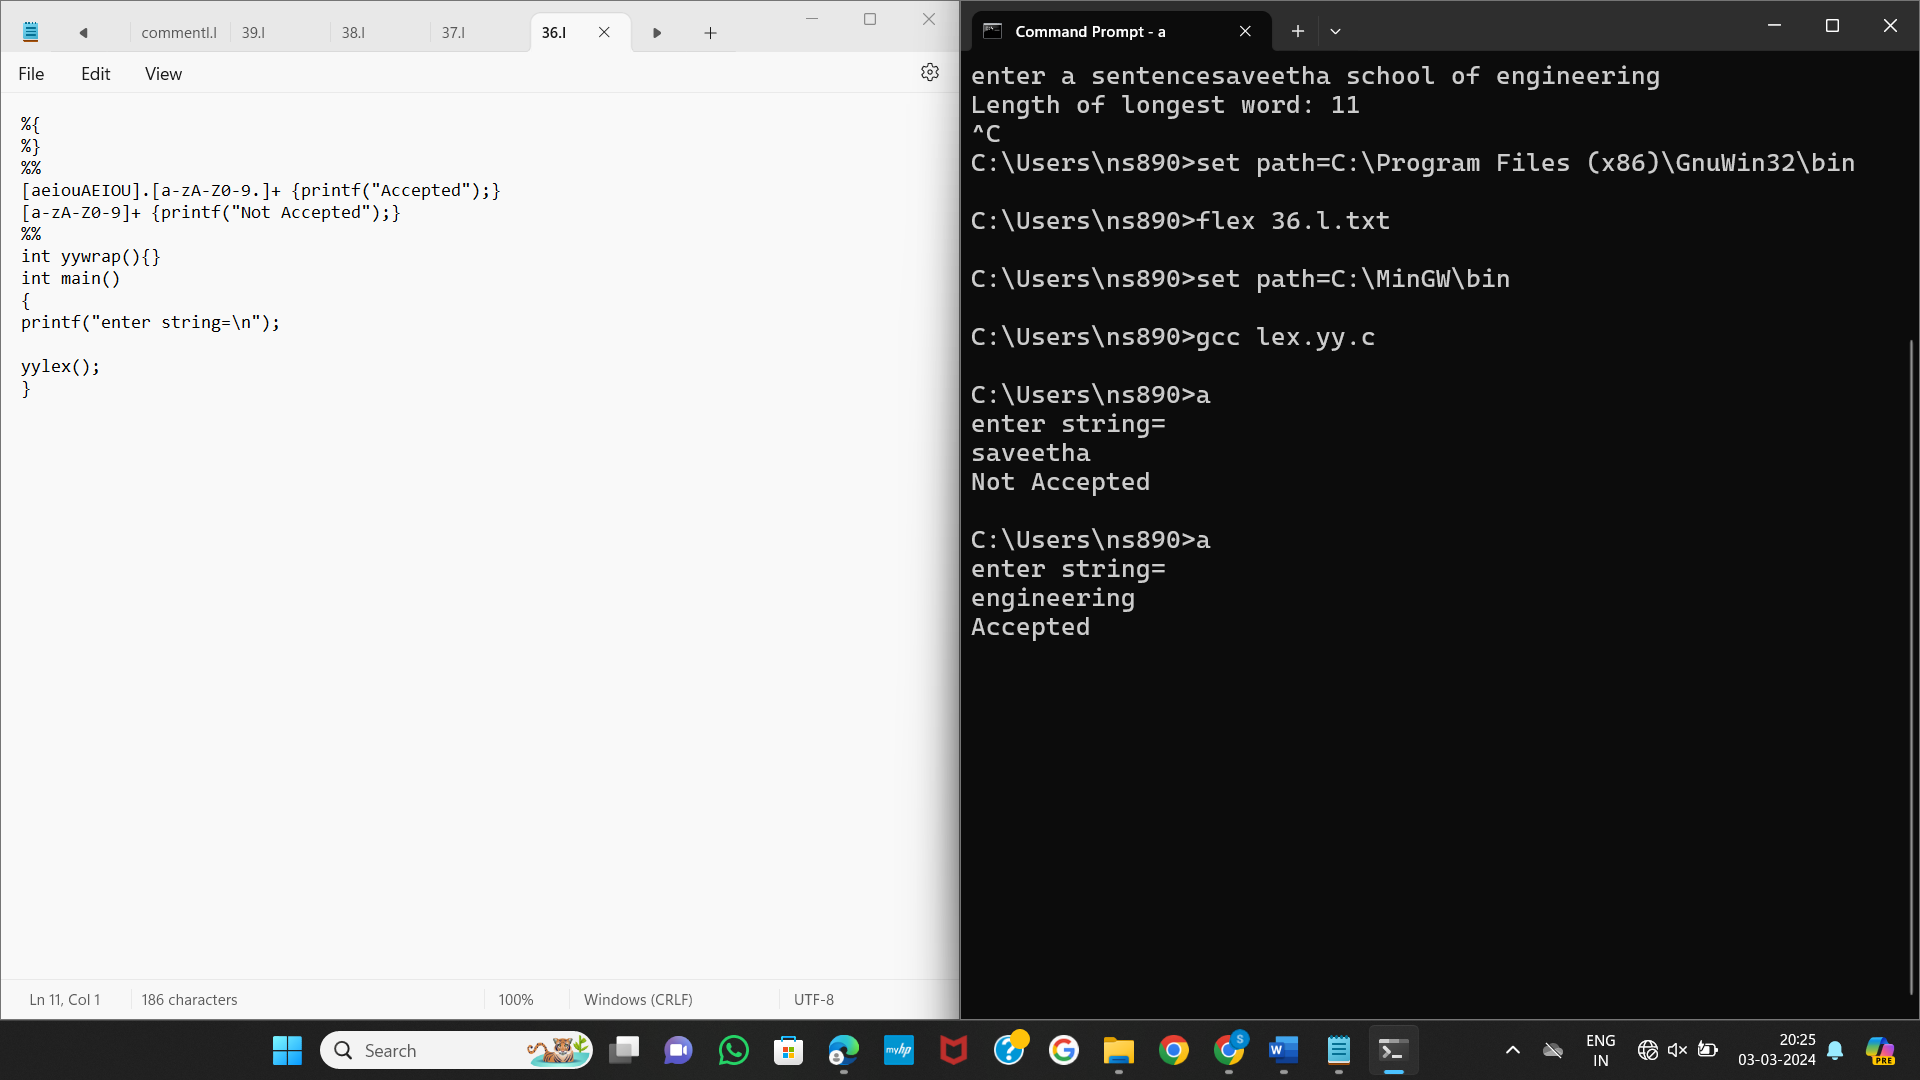 commentl.l 39.l 38.l 37.l 36.l
File Edit View
%{
%}
%%
[aeiouAEIOU].[a-zA-Z0-9.]+ {printf("Accepted");}
[a-zA-Z0-9]+ {printf("Not Accepted");}
%%
int yywrap(){}
int main()
{
printf("enter string=\n");
yylex();
}
Ln 11, Col 1 186 characters 100% Windows (CRLF) UTF-8
Command Prompt - a
enter a sentencesaveetha school of engineering
Length of longest word: 11
^C
C:\Users\ns890>set path=C:\Program Files (x86)\GnuWin32\bin
C:\Users\ns890>flex 36.l.txt
C:\Users\ns890>set path=C:\MinGW\bin
C:\Users\ns890>gcc lex.yy.c
C:\Users\ns890>a
enter string=
saveetha
Not Accepted
C:\Users\ns890>a
enter string=
engineering
Accepted
Search
myhp
S
W
ENG
IN
20:25
03-03-2024
PRE